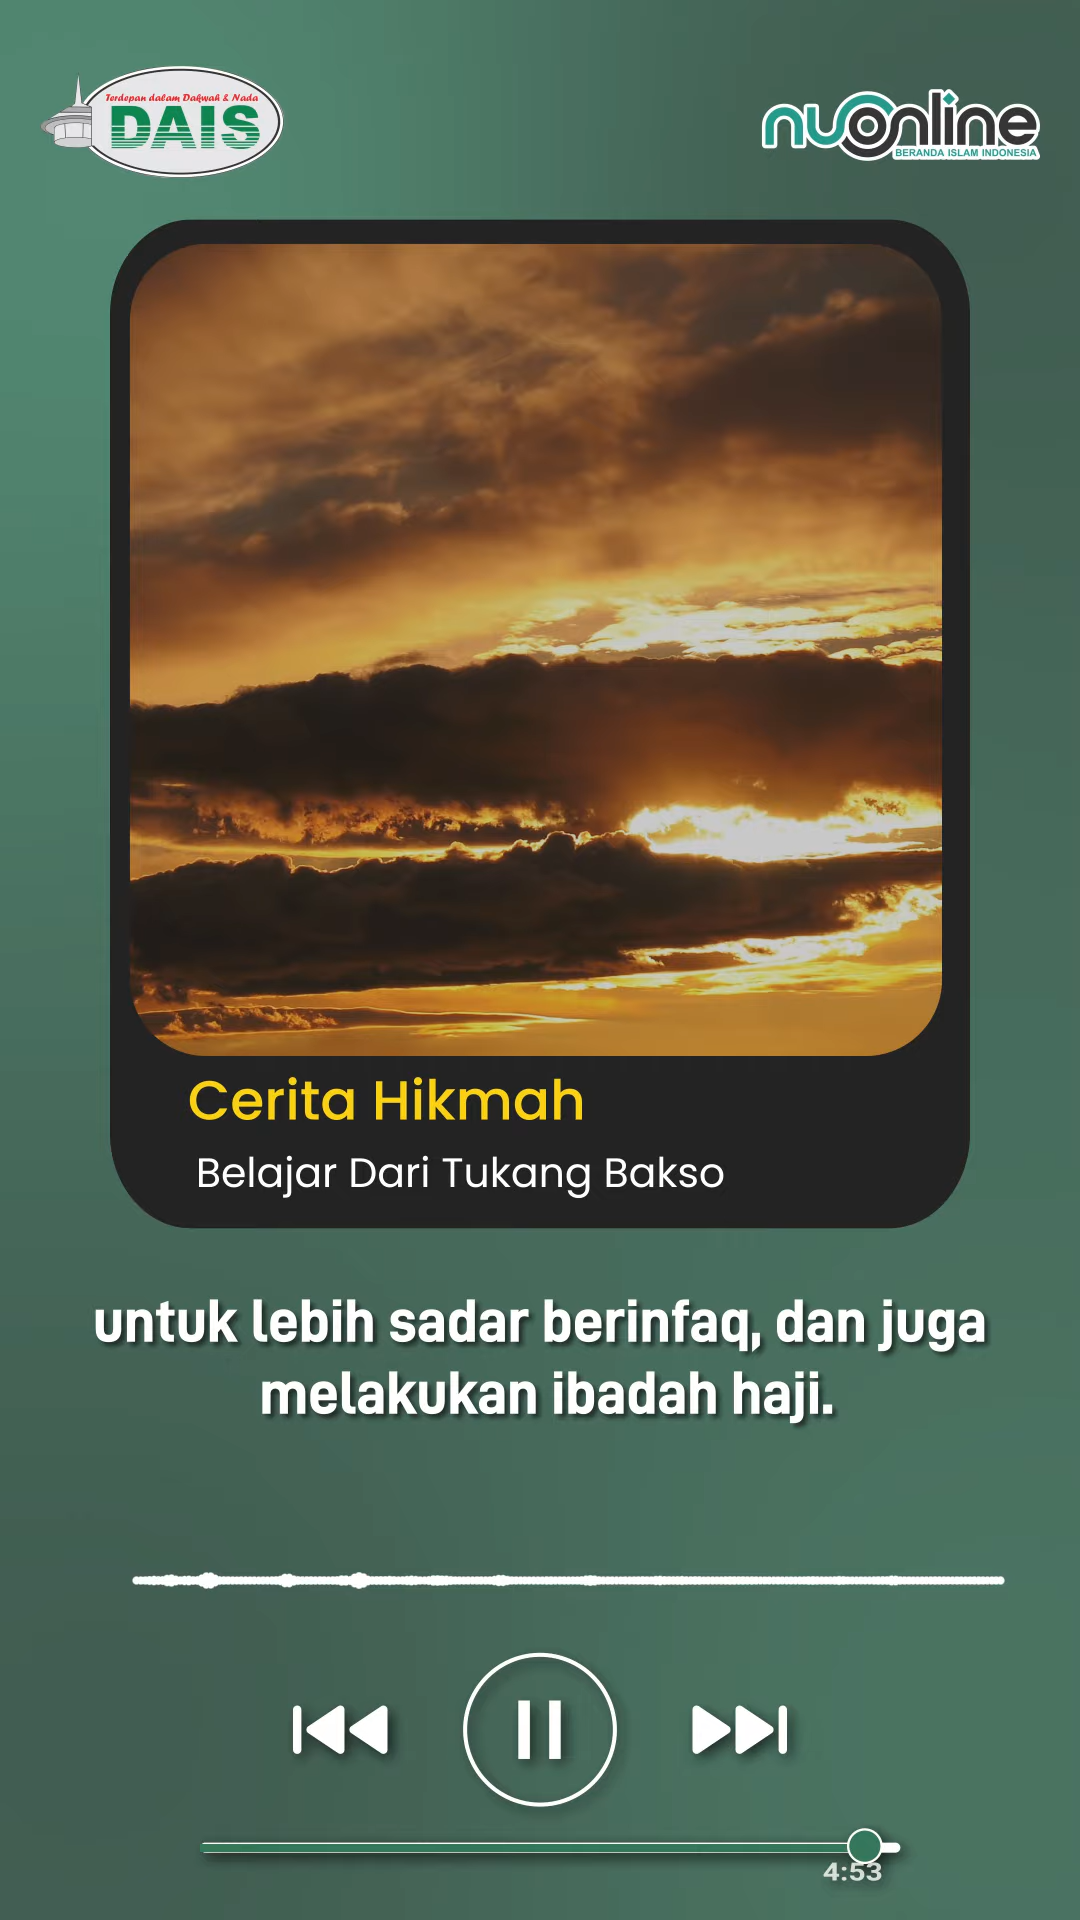 Terdepan dalam Dakwah & Nada
DAIS
nuonline
BERANDA ISLAM INDONESIA
Cerita Hikmah
Belajar Dari Tukang Bakso
untuk lebih sadar berinfaq, dan juga
melakukan ibadah haji.
4:53